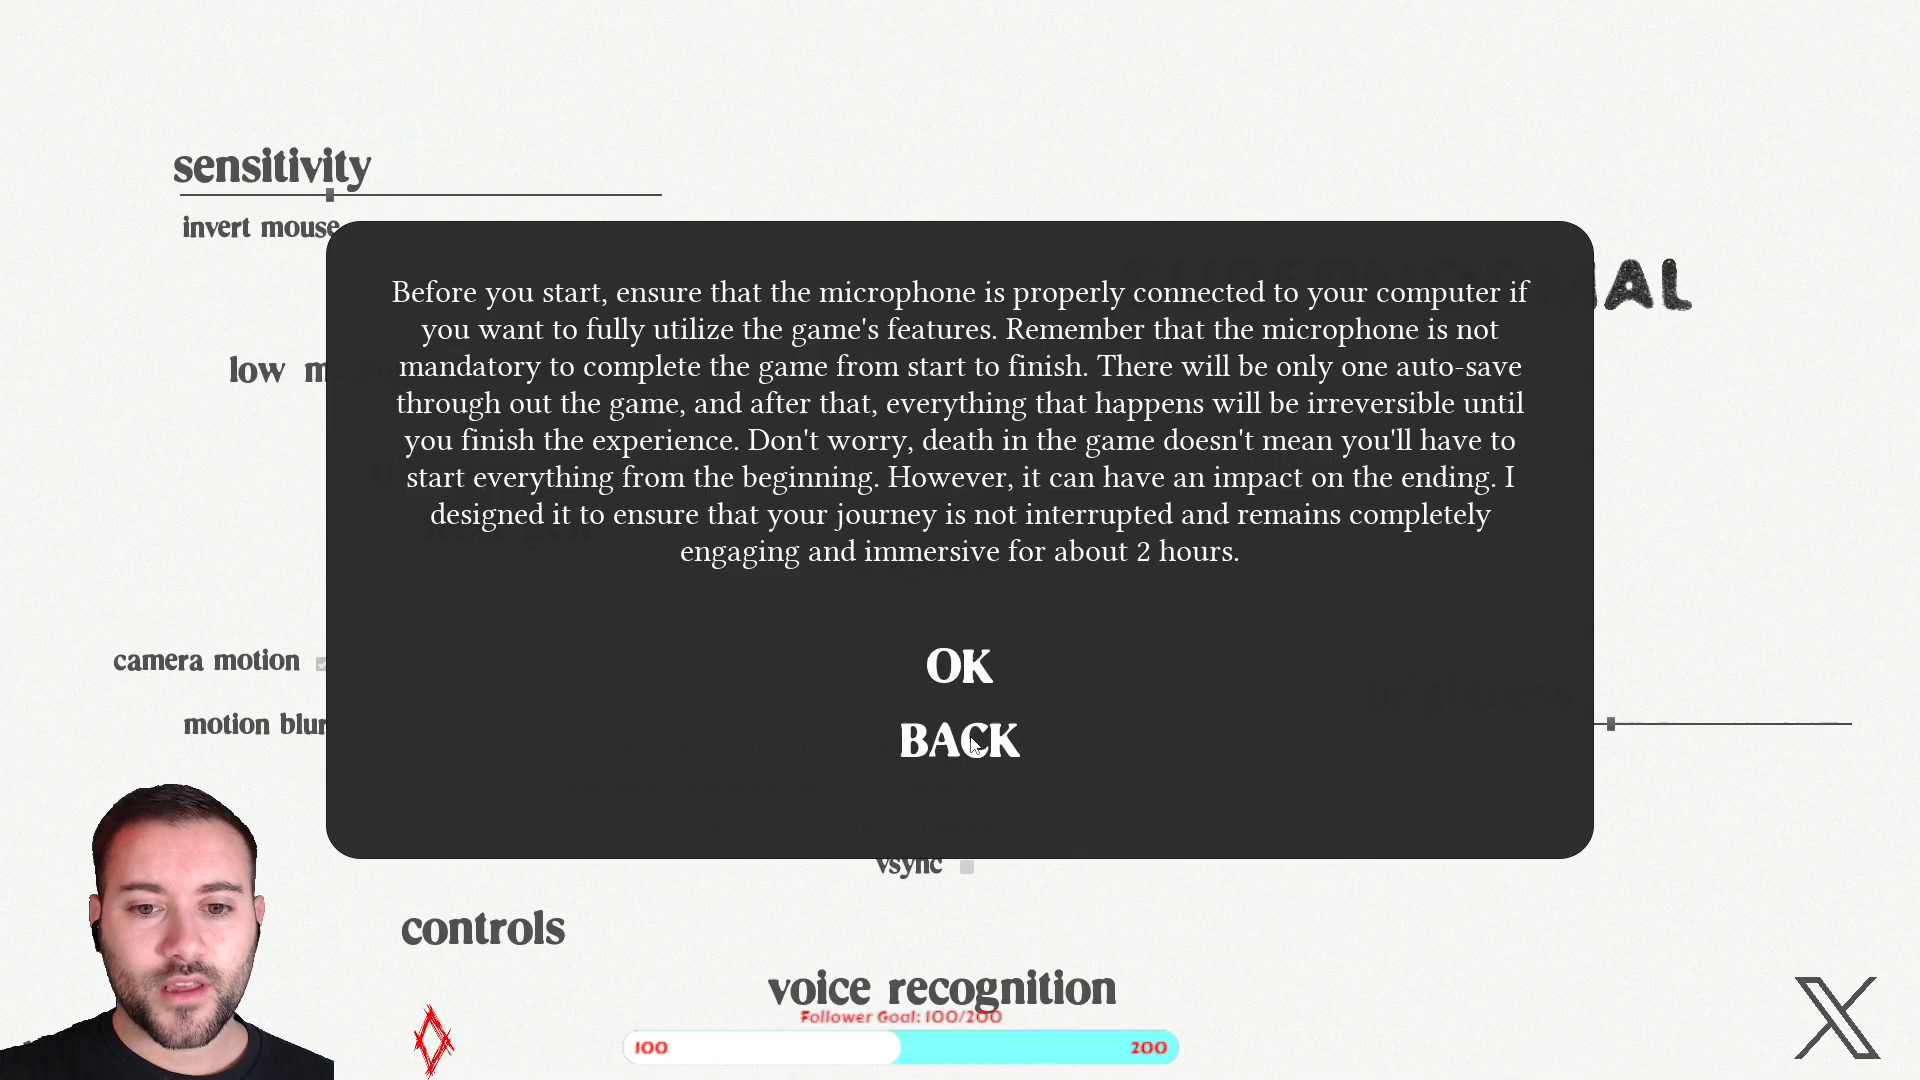 sensitivity
invert mouse
AL
Before you start, ensure that the microphone is properly connected to your computer if
you want to fully utilize the game's features. Remember that the microphone is not
mandatory to complete the game from start to finish. There will be only one auto-save
through out the game, and after that, everything that happens will be irreversible until
you finish the experience. Don't worry, death in the game doesn't mean you'll have to
start everything from the beginning. However, it can have an impact on the ending. I
designed it to ensure that your journey is not interrupted and remains completely
engaging and immersive for about 2 hours.
low m
OK
camera motion
brightness
motion blur
BACK
vsync
controls
voice recognition
Follower Goal: 100/200
100 200